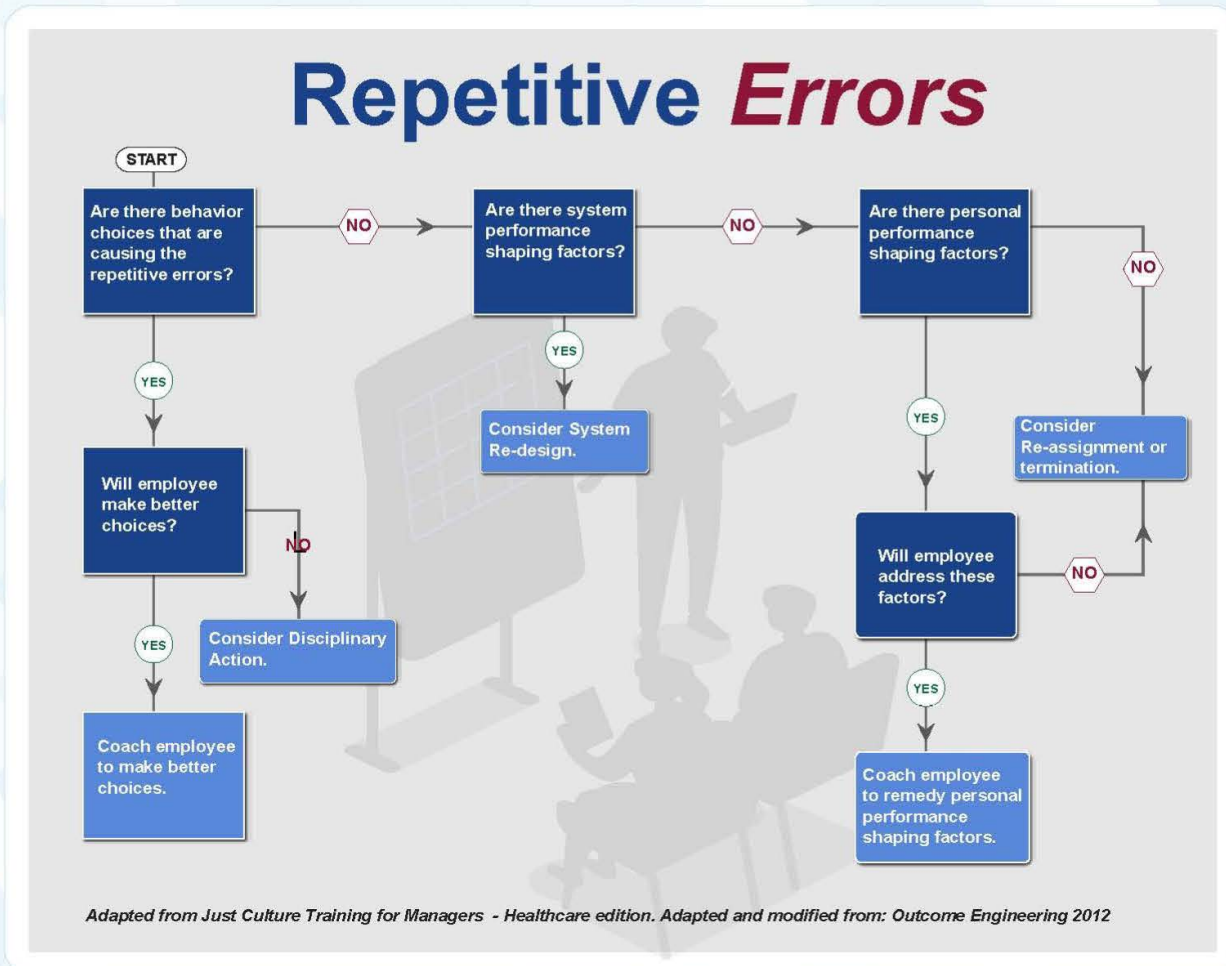 Repetitive Errors
START
Are there behavior
choices that are
causing the
repetitive errors?
NO
Are there system
performance
shaping factors?
NO
Are there personal
performance
shaping factors?
NO
YES
YES
YES
Consider System
Re-design.
Consider
Re-assignment or
termination.
Will employee
make better
choices?
NO
Will employee
address these
factors?
NO
YES
Consider Disciplinary
Action.
YES
Coach employee
to make better
choices.
Coach employee
to remedy personal
performance
shaping factors.
Adapted from Just Culture Training for Managers - Healthcare edition. Adapted and modified from: Outcome Engineering 2012